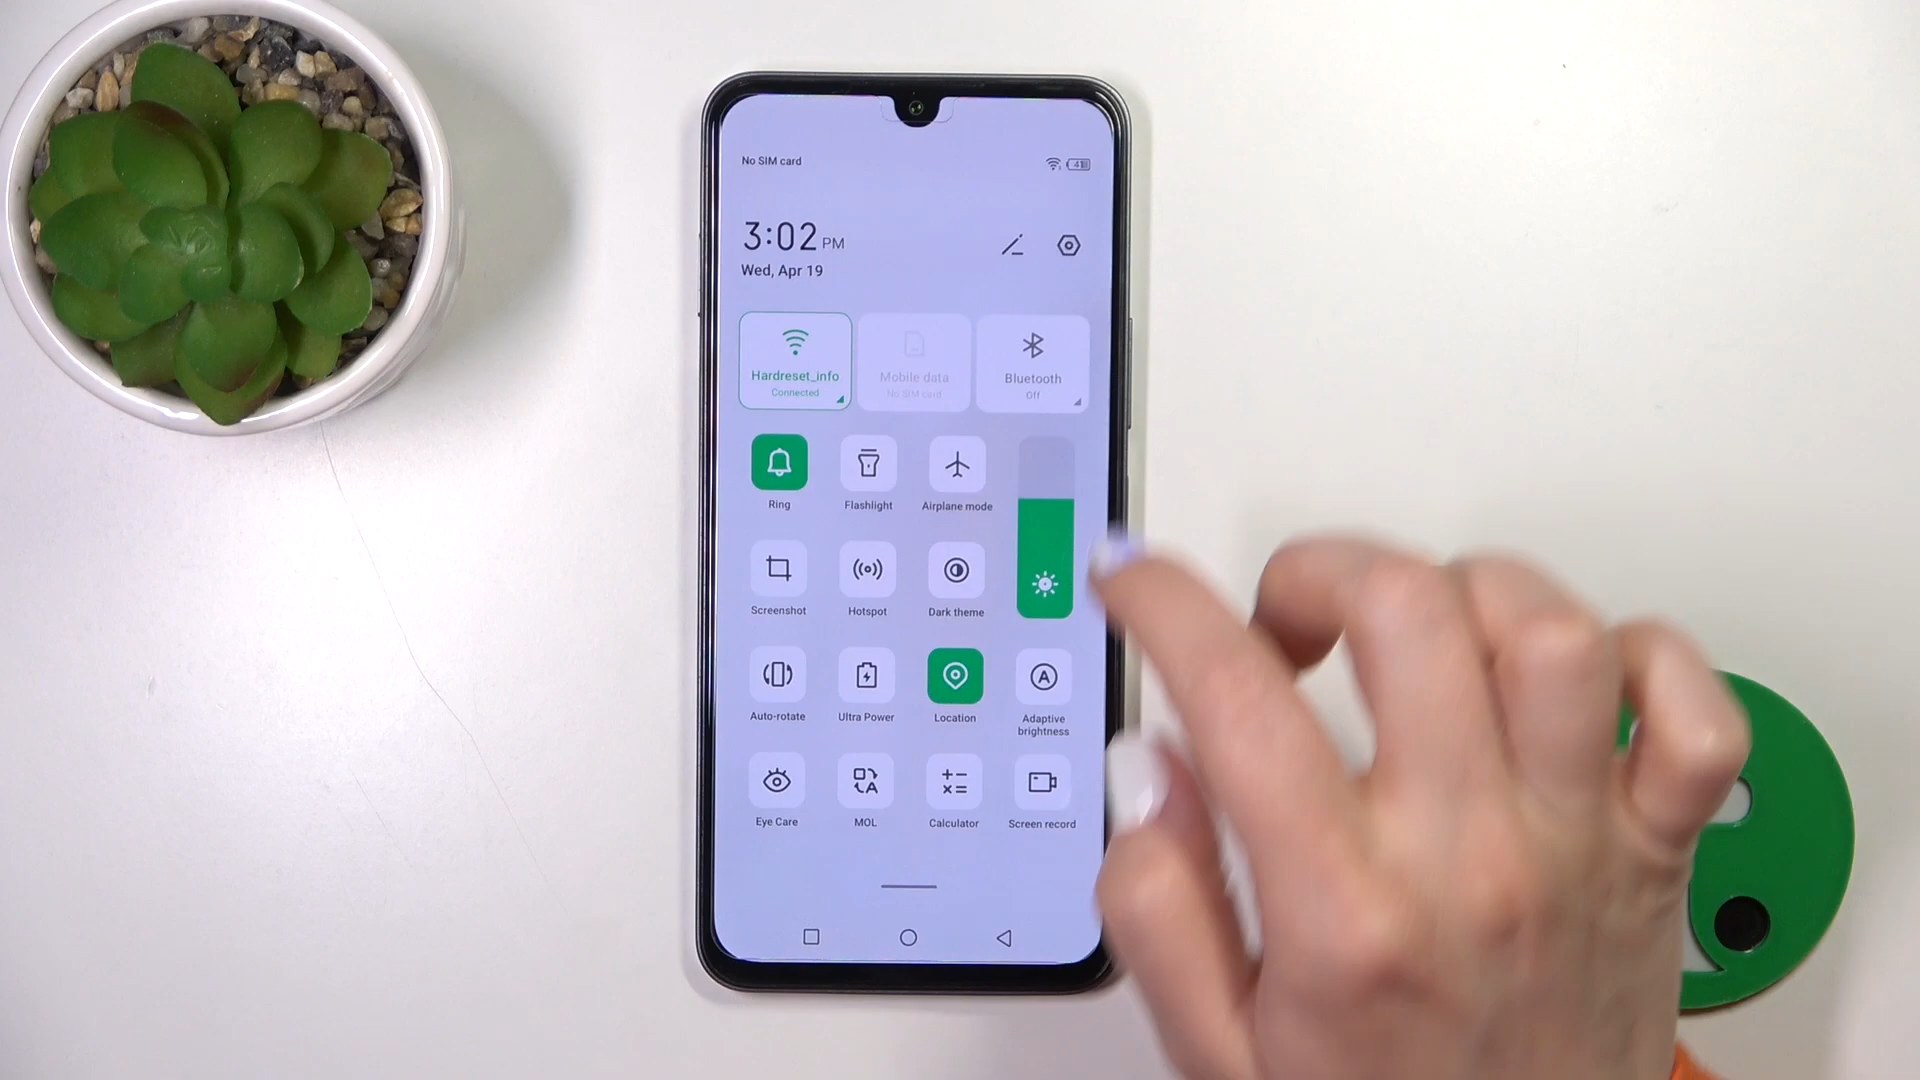 No SIM card
41
3:02 PM
Wed, Apr 19
Hardreset_info
Connected
Mobile data
No SIM card
Bluetooth
Off
Ring
Flashlight
Airplane mode
Screenshot
Hotspot
Dark theme
Auto-rotate
Ultra Power
Location
Adaptive
brightness
Eye Care
MOL
Calculator
Screen record